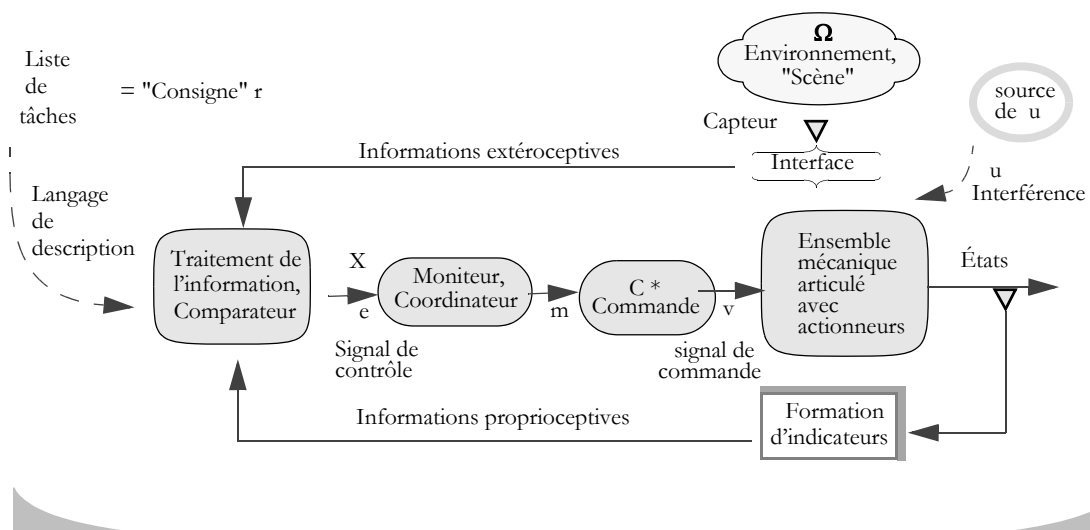 Liste
de
tâches
= "Consigne" r
Langage
de
description
Ω
Environnement,
"Scène"
Capteur
Interface
source
de u
u
Interférence
Informations extéroceptives
Traitement de
l'information,
Comparateur
X
e
Signal de
contrôle
Moniteur,
Coordinateur
m
C *
Commande
v
signal de
commande
Ensemble
mécanique
articulé
avec
actionneurs
États
Informations proprioceptives
Formation
d'indicateurs